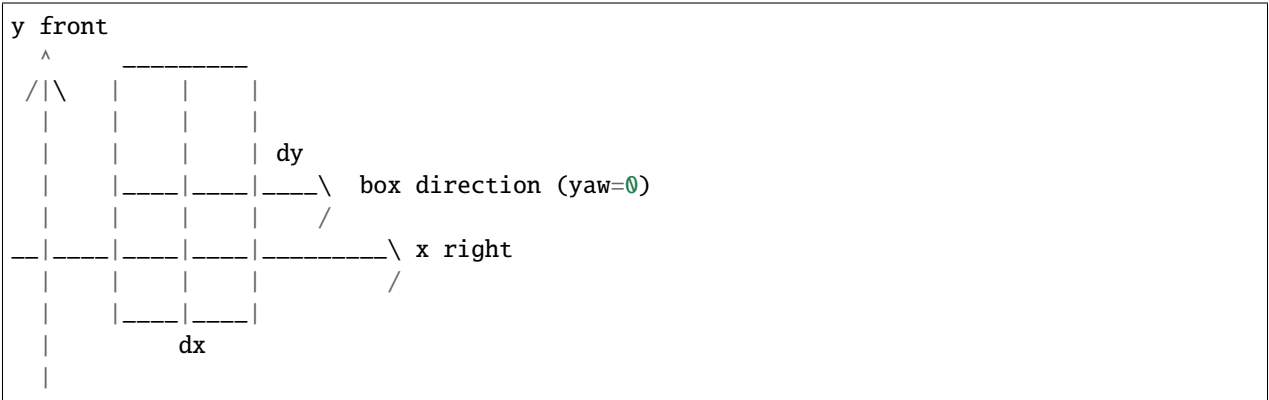 y front
dy
box direction (yaw=0)
x right
dx